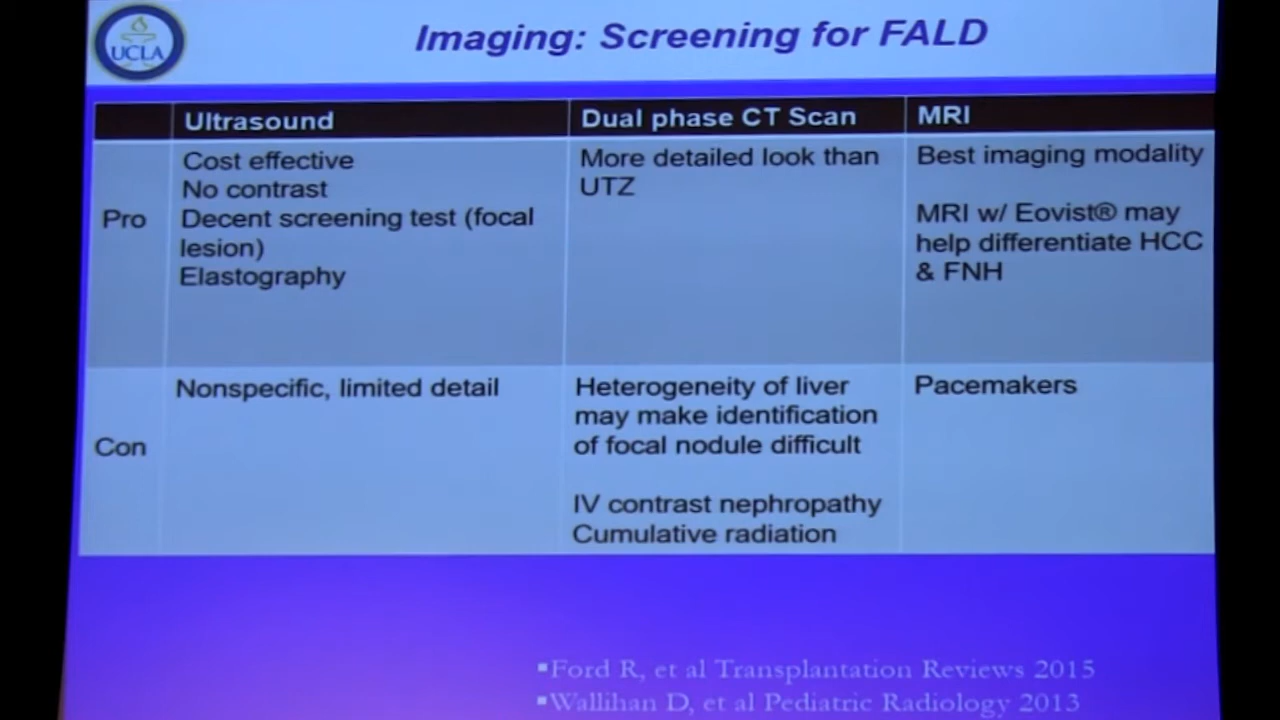 UCLA
Imaging: Screening for FALD
Ultrasound
Dual phase CT Scan
MRI
Pro
Cost effective
No contrast
Decent screening test (focal
lesion)
Elastography
More detailed look than
UTZ
Best imaging modality
MRI w/ Eovist® may
help differentiate HCC
& FNH
Con
Nonspecific, limited detail
Heterogeneity of liver
may make identification
of focal nodule difficult
IV contrast nephropathy
Cumulative radiation
Pacemakers
▪Ford R, et al Transplantation Reviews 2015
▪Wallihan D, et al Pediatric Radiology 2013